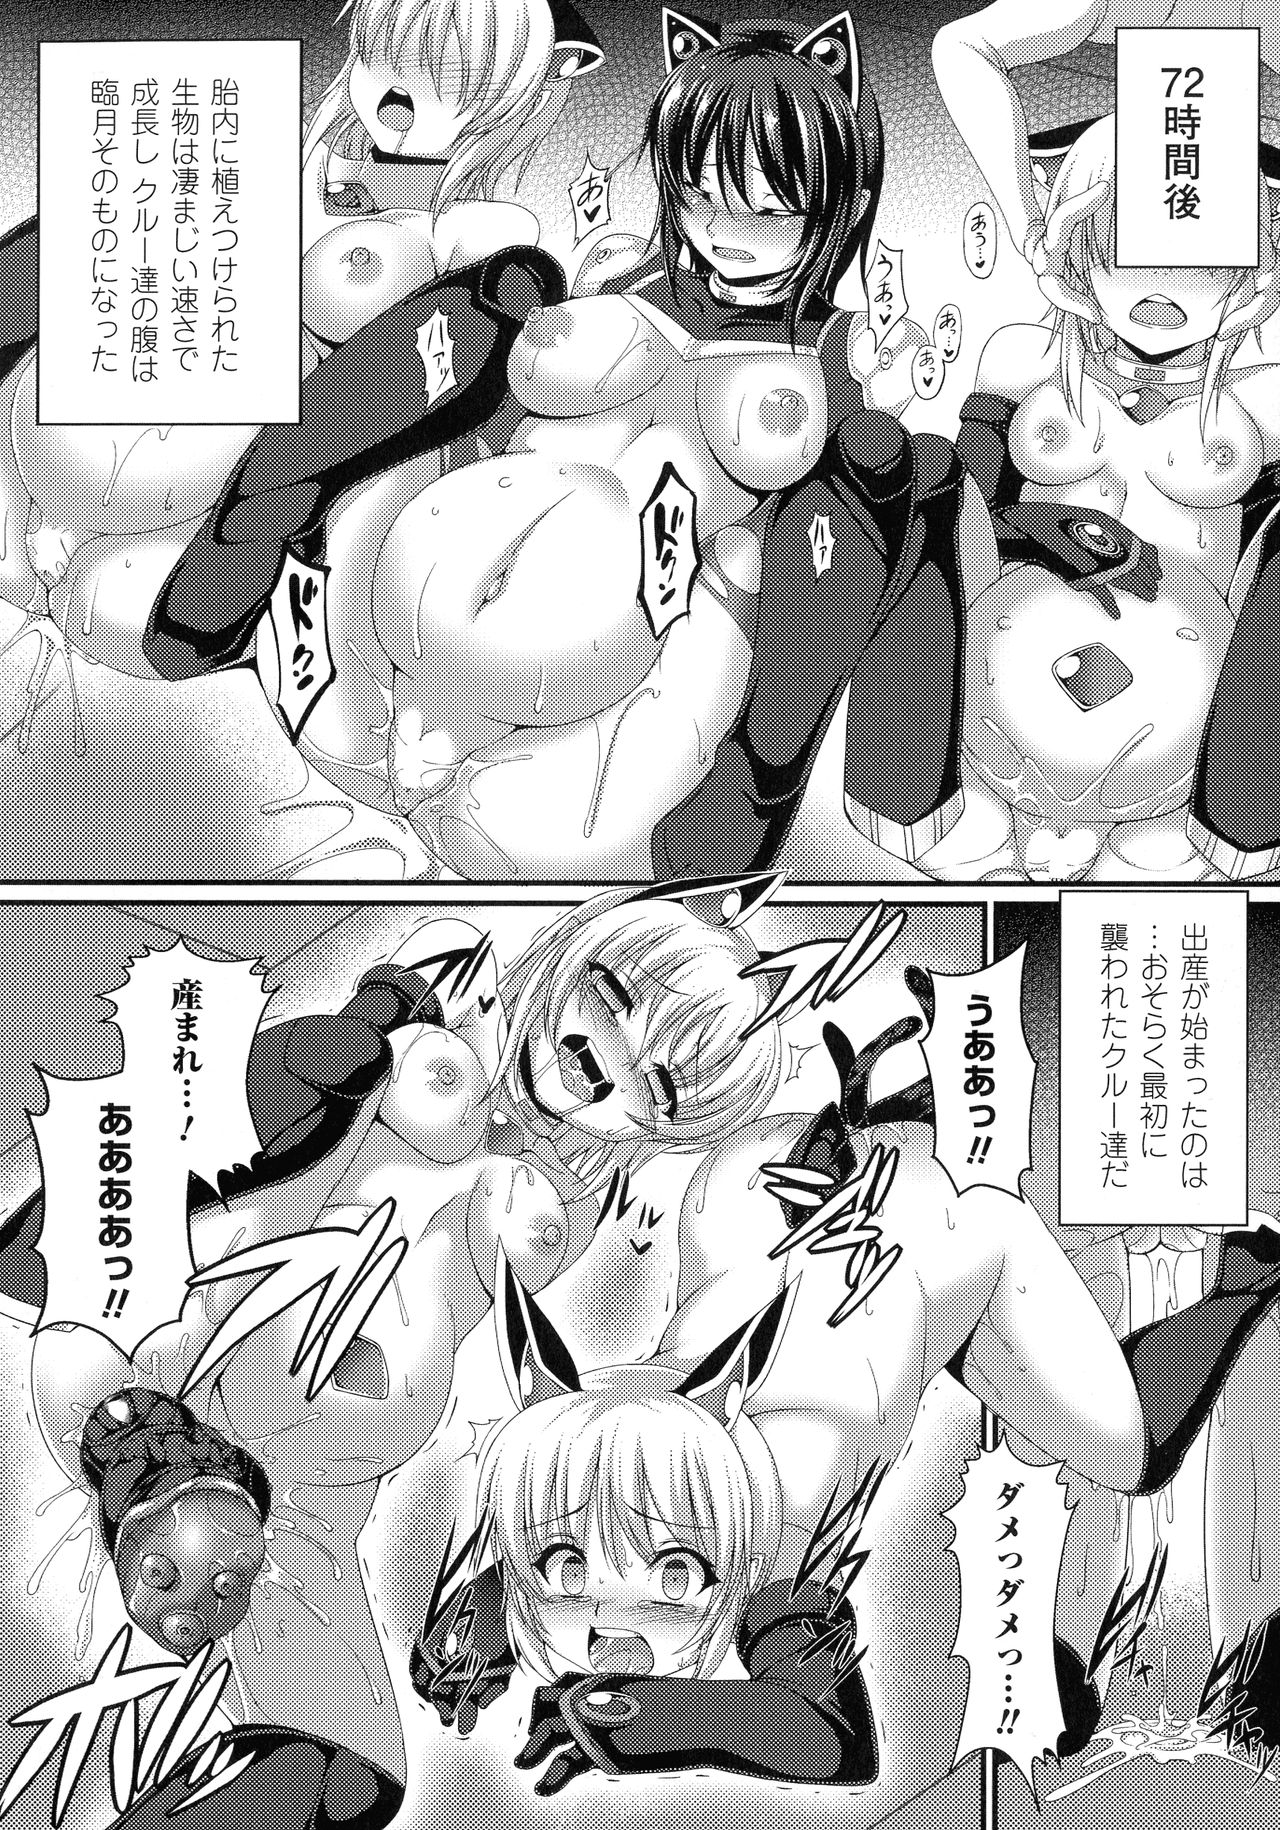 72時間後
あぅ…♥
あっ…♥
あっ…♥
うあっ♥
あ♥
ハァ
ハァ
ドクン
ドクン
胎内に植えつけられた
生物は凄まじい速さで
成長し クルー達の腹は
臨月そのものになった
出産が始まったのは
…おそらく最初に
襲われたクルー達だ
うああっ!!
産まれ…!
ああああっ!!
ダメっダメっ…!!